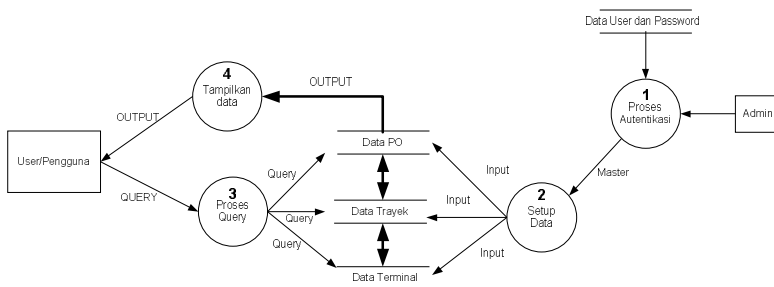 Data User dan Password
4
Tampilkan
data
OUTPUT
1
Proses
Autentikasi
Admin
OUTPUT
User/Pengguna
Data PO
Query
Input
Master
QUERY
3
Proses
Query
Query
Data Trayek
Input
2
Setup
Data
Query
Input
Data Terminal